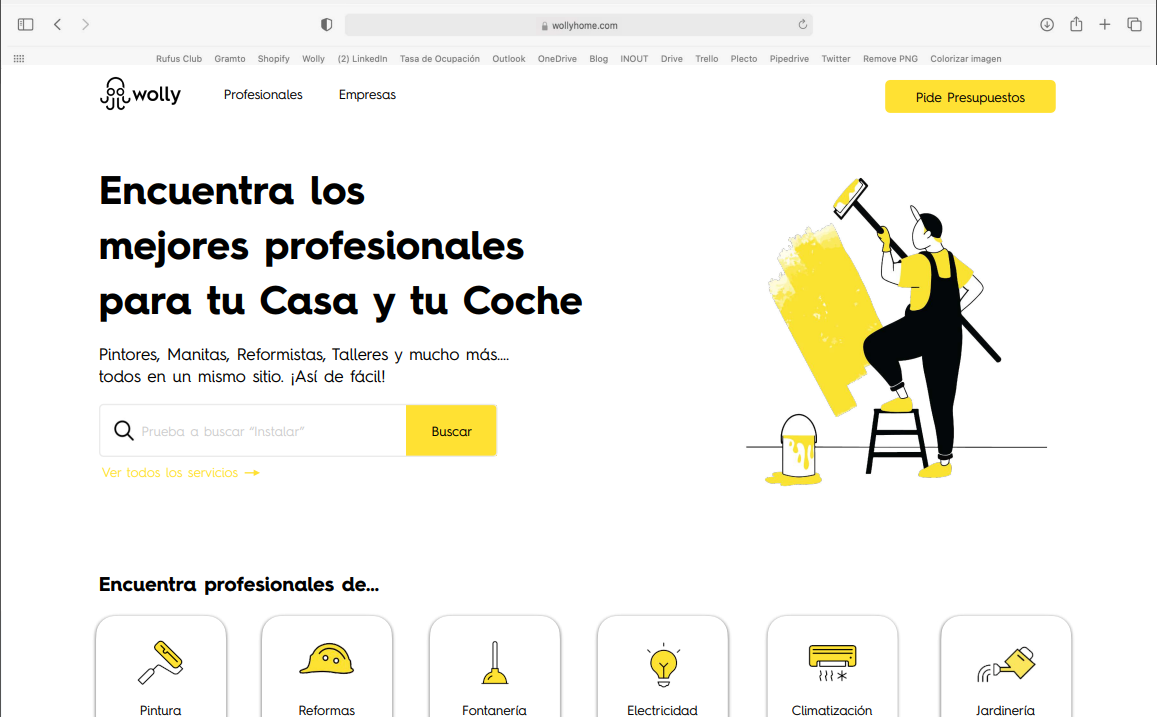 wollyhome.com
Rufus Club Gramto Shopify Wolly (2) LinkedIn Tasa de Ocupación Outlook OneDrive Blog INOUT Drive Trello Plecto Pipedrive Twitter Remove PNG Colorizar imagen
wolly Profesionales Empresas Pide Presupuestos
Encuentra los
mejores profesionales
para tu Casa y tu Coche
Pintores, Manitas, Reformistas, Talleres y mucho más....
todos en un mismo sitio. ¡Así de fácil!
Prueba a buscar “Instalar” Buscar
Ver todos los servicios →
Encuentra profesionales de...
Pintura Reformas Fontanería Electricidad Climatización Jardinería